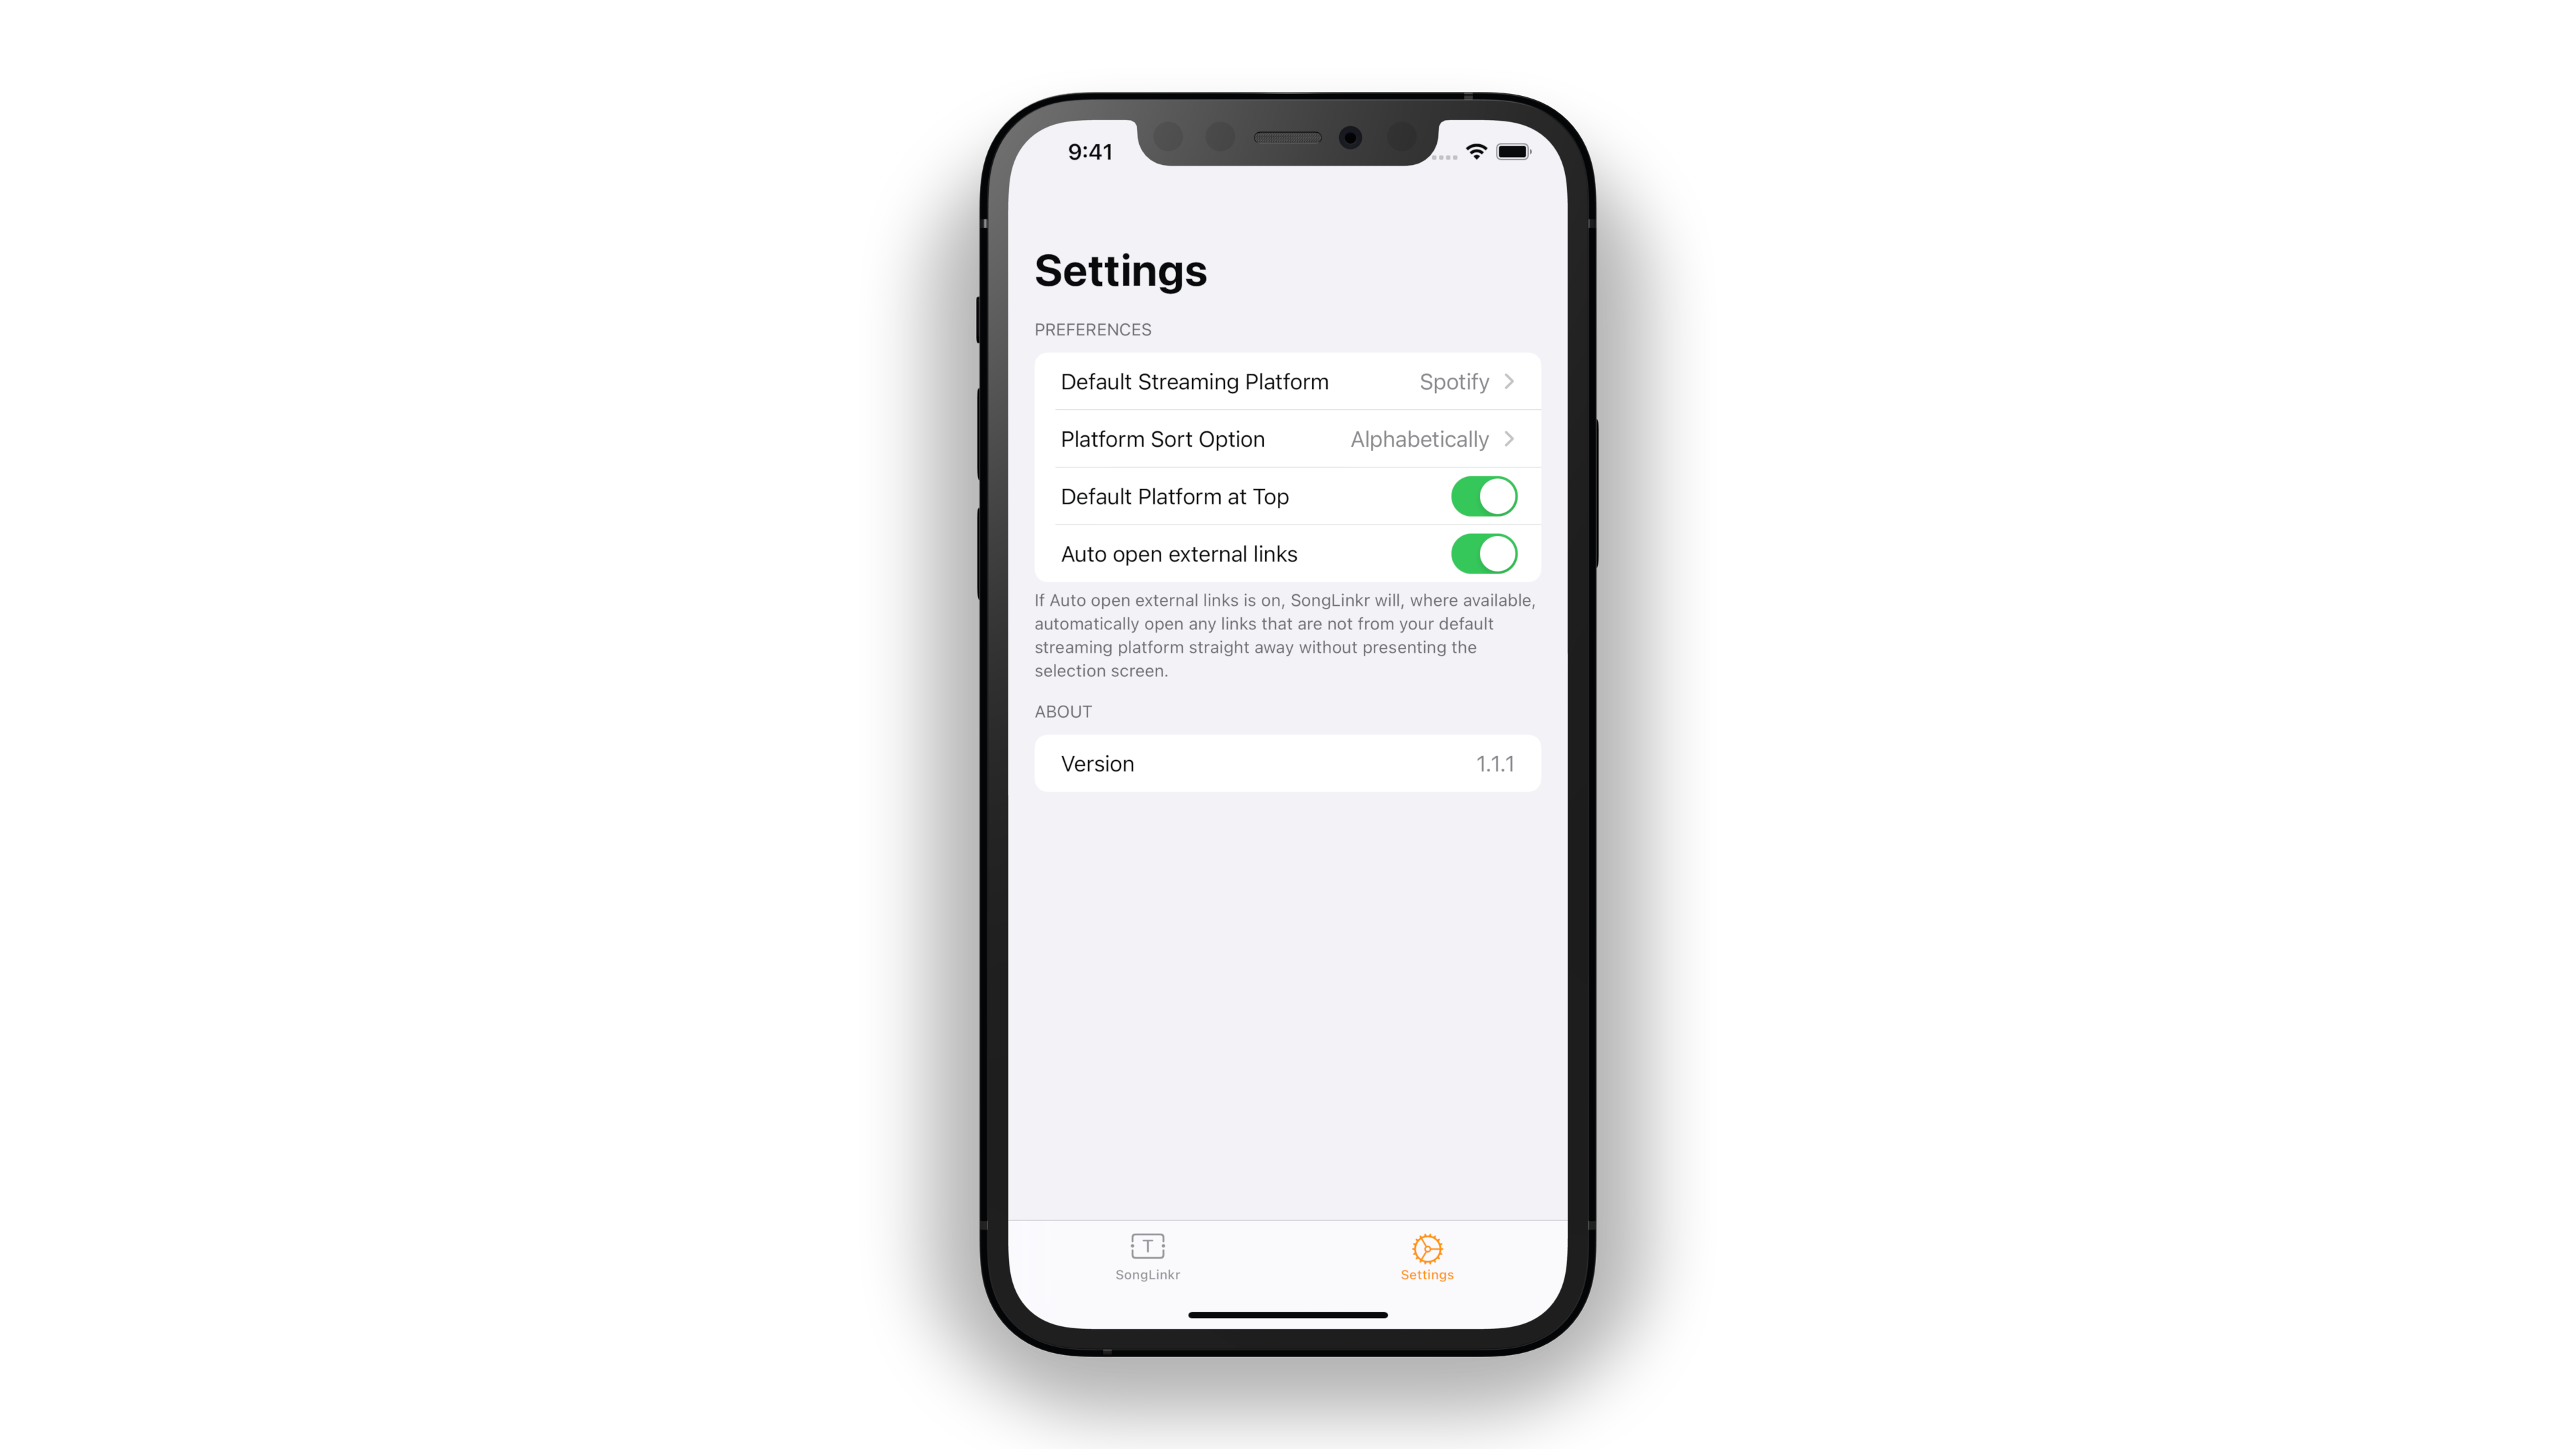 9:41
Settings
PREFERENCES
Default Streaming Platform Spotify
Platform Sort Option Alphabetically
Default Platform at Top
Auto open external links
If Auto open external links is on, SongLinkr will, where available,
automatically open any links that are not from your default
streaming platform straight away without presenting the
selection screen.
ABOUT
Version 1.1.1
T
SongLinkr Settings